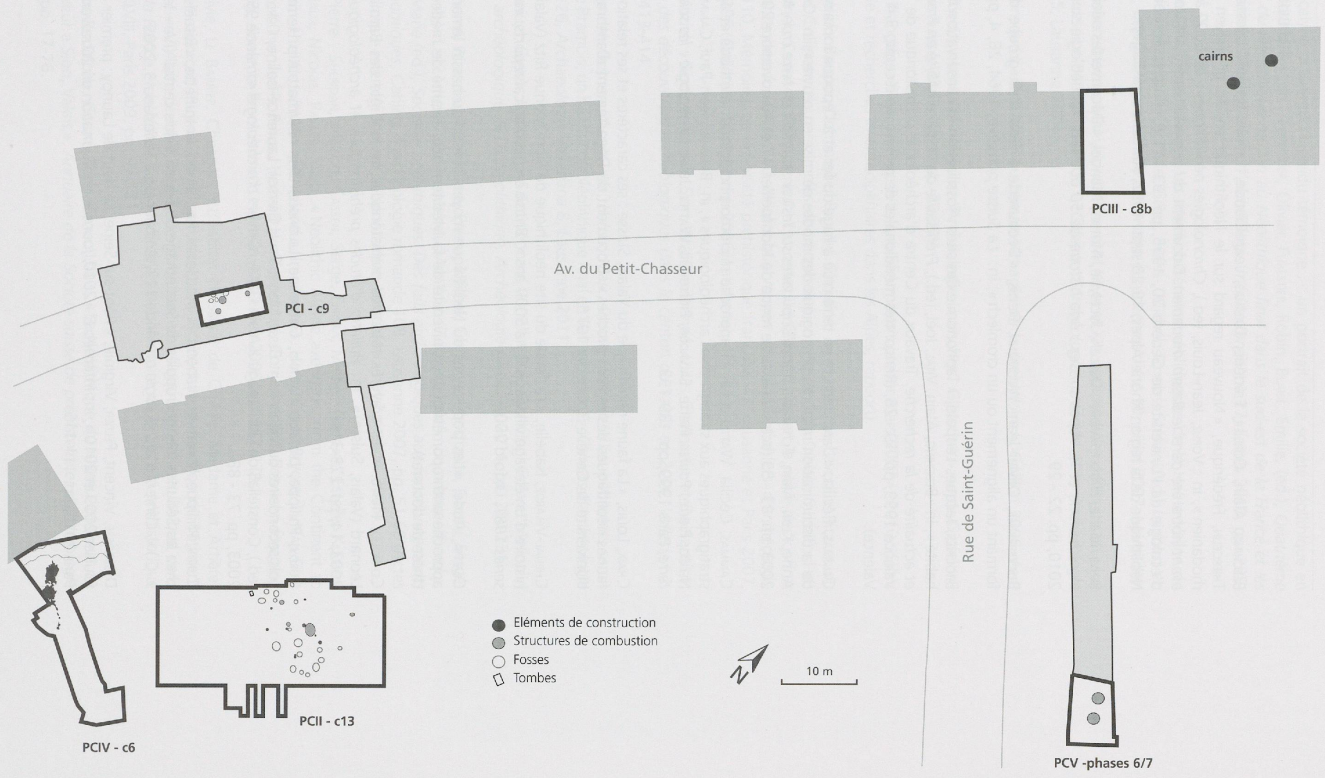 cairns
PCIII - c8b
Av. du Petit-Chasseur
PCI - c9
Rue de Saint-Guérin
Eléments de construction
Structures de combustion
Fosses
Tombes
N
10 m
PCII - c13
PCIV - c6
PCV -phases 6/7